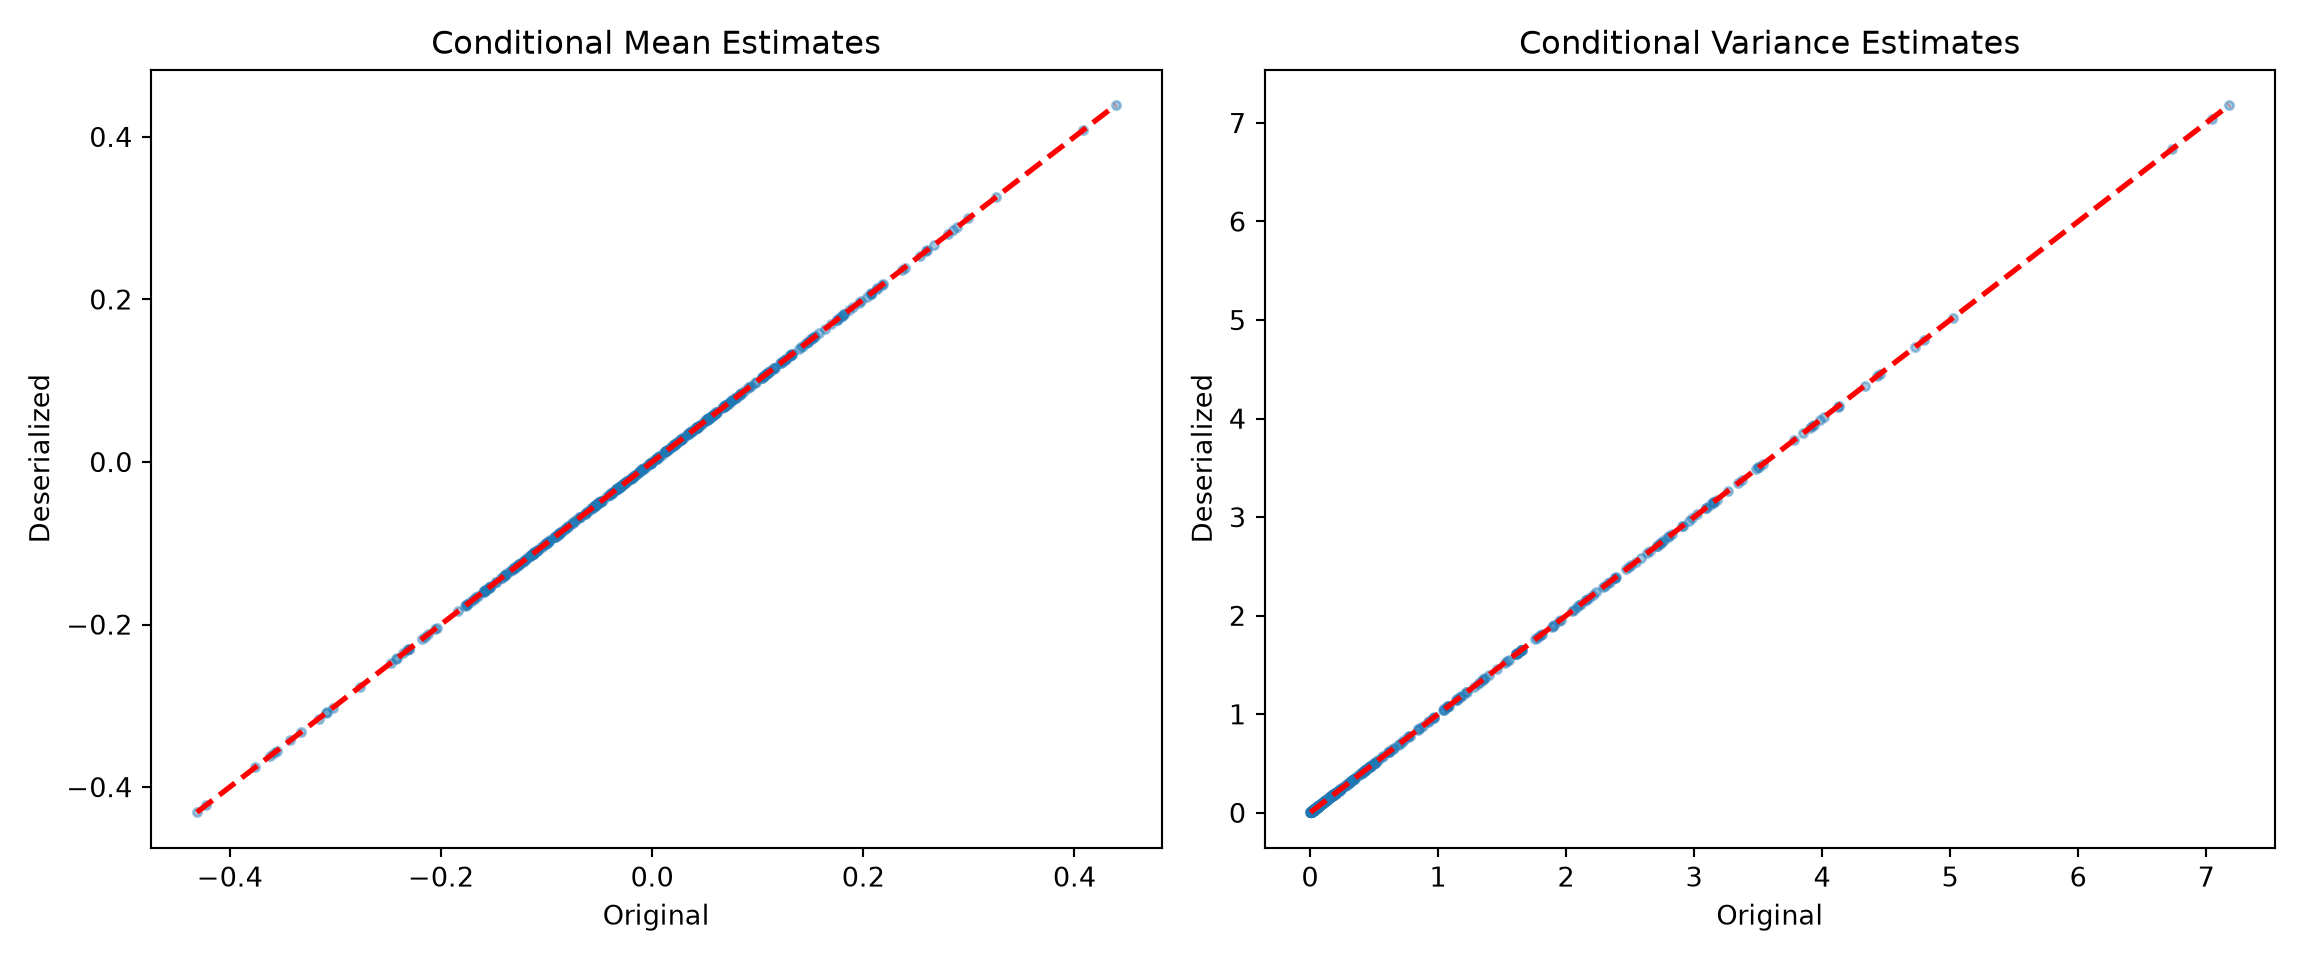 Conditional Mean Estimates
Deserialized
0.4
0.2
0.0
−0.2
−0.4
−0.4 −0.2 0.0 0.2 0.4
Original
Conditional Variance Estimates
Deserialized
7
6
5
4
3
2
1
0
0 1 2 3 4 5 6 7
Original